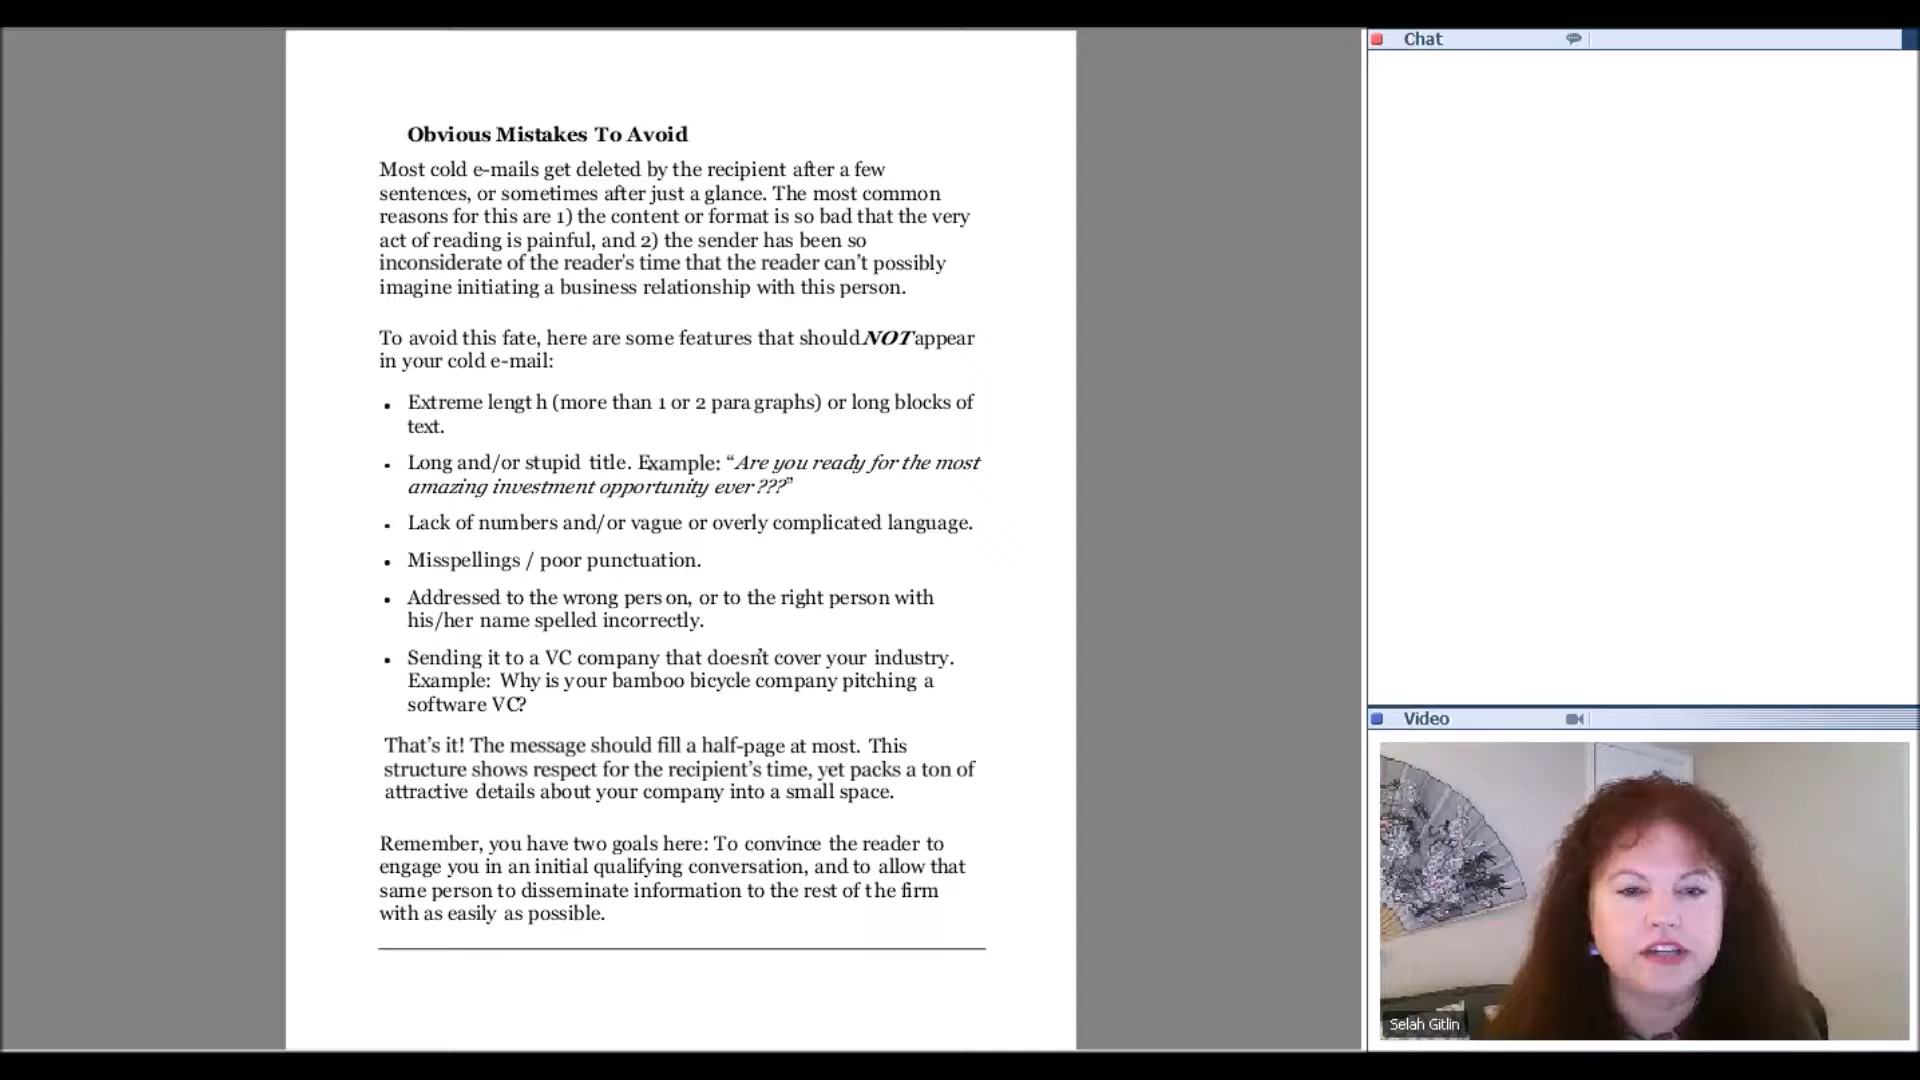 Obvious Mistakes To Avoid
Most cold e-mails get deleted by the recipient after a few
sentences, or sometimes after just a glance. The most common
reasons for this are 1) the content or format is so bad that the very
act of reading is painful, and 2) the sender has been so
inconsiderate of the reader's time that the reader can't possibly
imagine initiating a business relationship with this person.
To avoid this fate, here are some features that should NOT appear
in your cold e-mail:
• Extreme length (more than 1 or 2 paragraphs) or long blocks of
text.
• Long and/or stupid title. Example: “Are you ready for the most
amazing investment opportunity ever???”
• Lack of numbers and/or vague or overly complicated language.
• Misspellings / poor punctuation.
• Addressed to the wrong person, or to the right person with
his/her name spelled incorrectly.
• Sending it to a VC company that doesn't cover your industry.
Example: Why is your bamboo bicycle company pitching a
software VC?
That's it! The message should fill a half-page at most. This
structure shows respect for the recipient's time, yet packs a ton of
attractive details about your company into a small space.
Remember, you have two goals here: To convince the reader to
engage you in an initial qualifying conversation, and to allow that
same person to disseminate information to the rest of the firm
with as easily as possible.
Chat
Video
Selah Gitlin